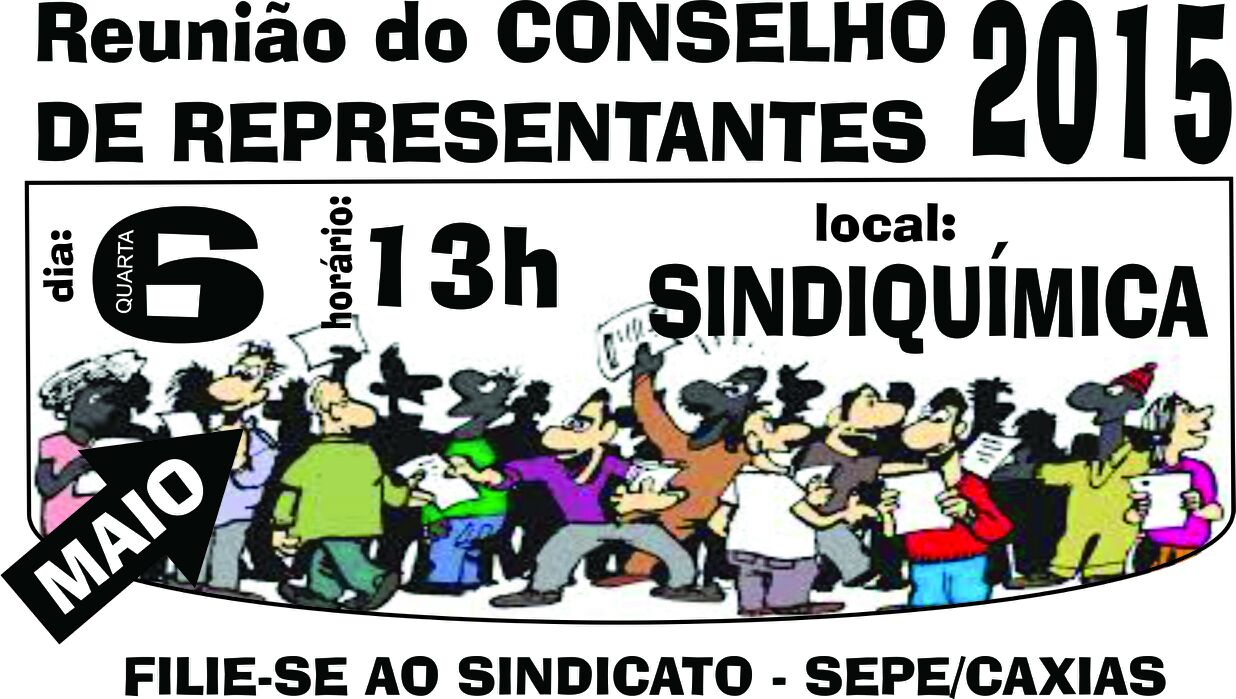 Reunião do CONSELHO
DE REPRESENTANTES
2015
dia:
6
QUARTA
horário:
13h
local:
SINDIQUÍMICA
MAIO
FILIE-SE AO SINDICATO - SEPE/CAXIAS